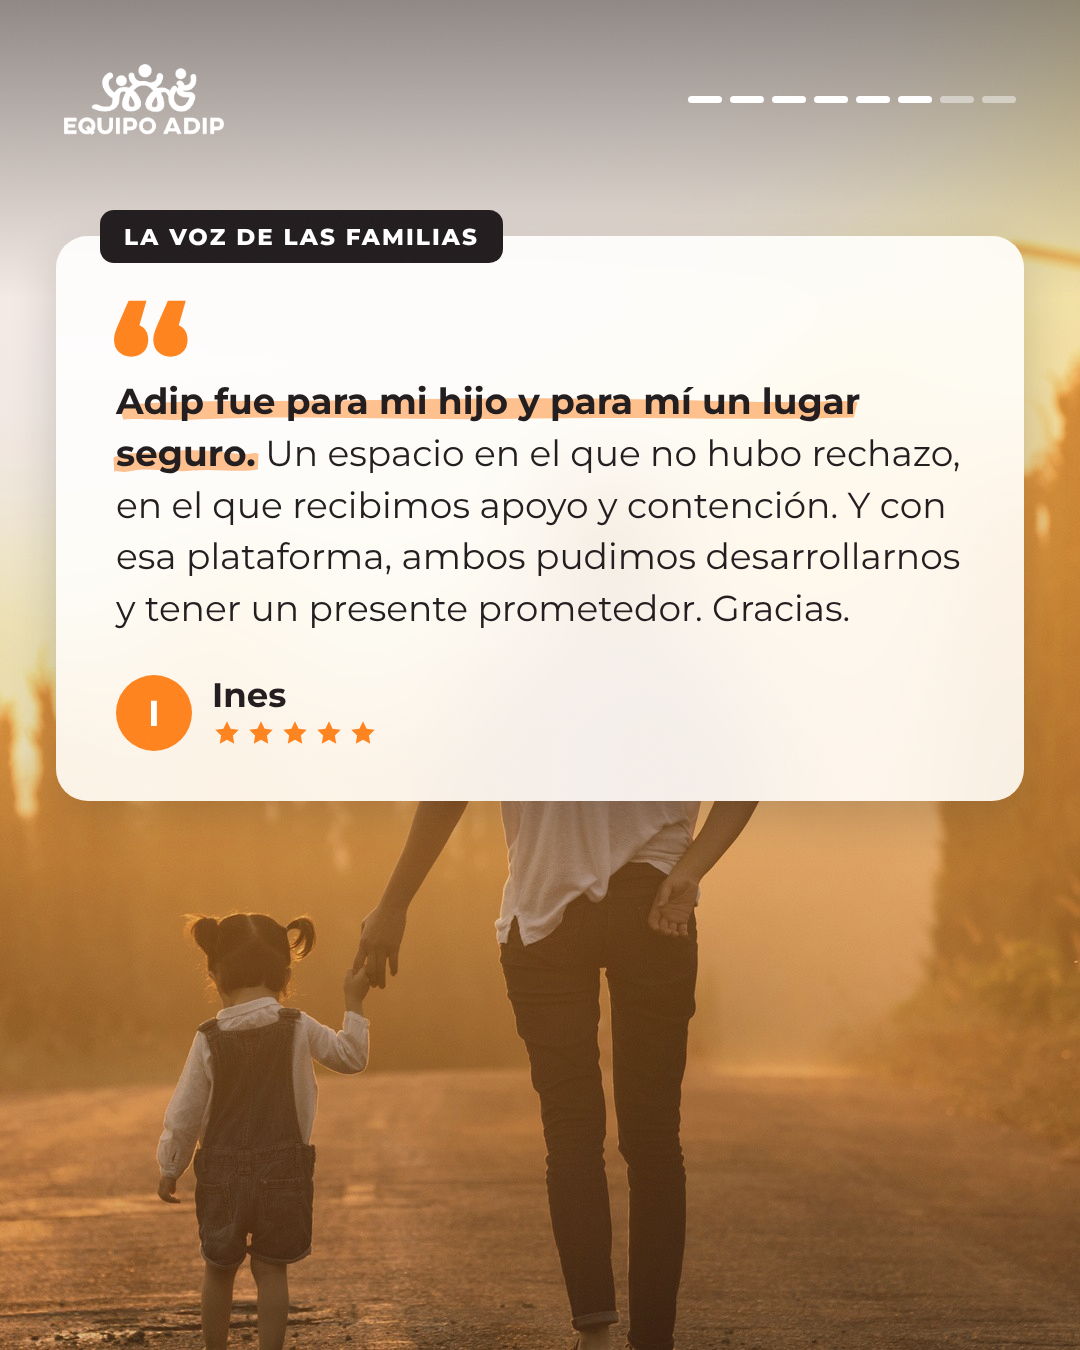 EQUIPO ADIP
LA VOZ DE LAS FAMILIAS
“
Adip fue para mi hijo y para mí un lugar
seguro. Un espacio en el que no hubo rechazo,
en el que recibimos apoyo y contención. Y con
esa plataforma, ambos pudimos desarrollarnos
y tener un presente prometedor. Gracias.
I
Ines